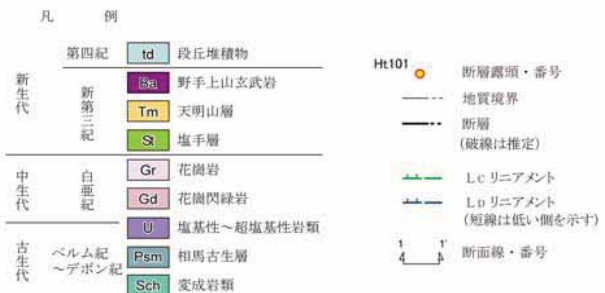 凡 例
第四紀 td 段丘堆積物
新生代 新第三紀
Ba 野手上山玄武岩
Tm 天明山層
St 塩手層
中生代 白亜紀
Gr 花崗岩
Gd 花崗閃緑岩
U 塩基性～超塩基性岩類
古生代 ペルム紀～デボン紀
Psm 相馬古生層
Sch 変成岩類
Ht101 断層露頭・番号
地質境界
断層
(破線は推定)
LC リニアメント
LD リニアメント
(短線は低い側を示す)
1 1' 断面線・番号
4 4'